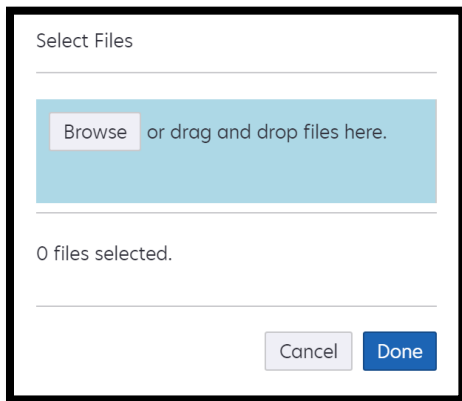 Select Files
Browse or drag and drop files here.
0 files selected.
Cancel Done